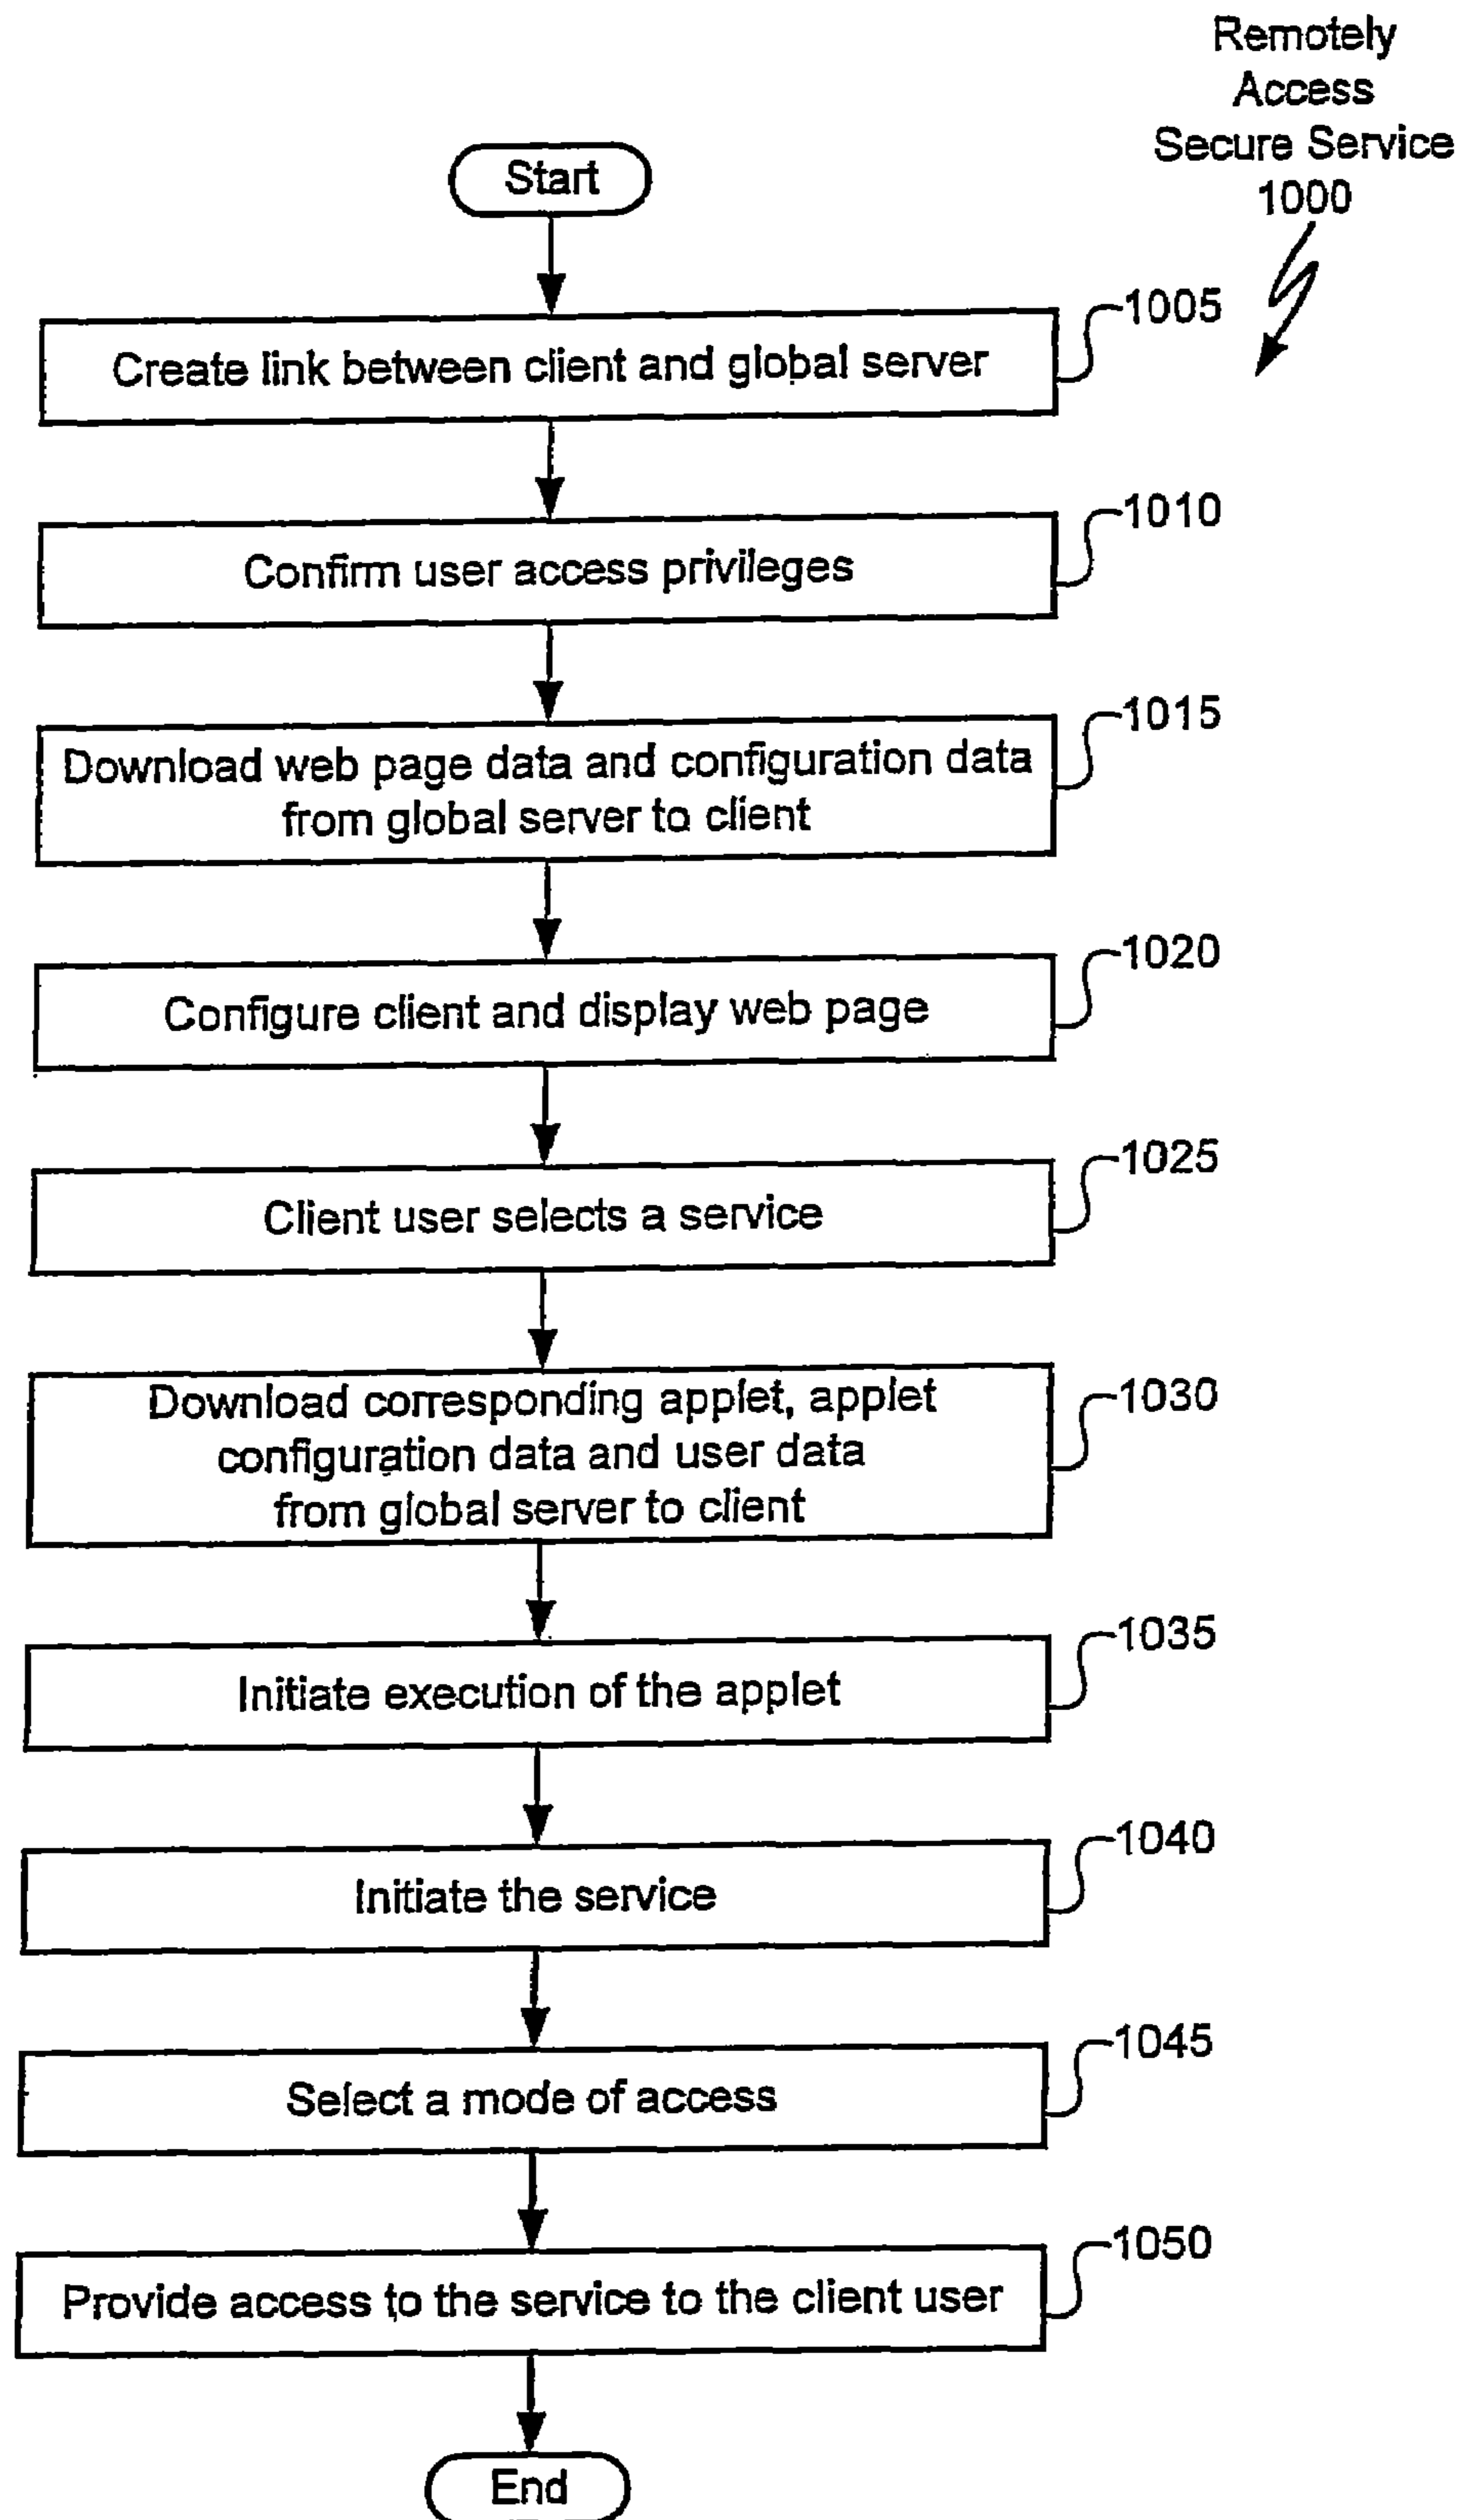 Remotely
Access
Secure Service
1000
Start
1005
Create link between client and global server
1010
Confirm user access privileges
1015
Download web page data and configuration data
from global server to client
1020
Configure client and display web page
1025
Client user selects a service
1030
Download corresponding applet, applet
configuration data and user data
from global server to client
1035
Initiate execution of the applet
1040
Initiate the service
1045
Select a mode of access
1050
Provide access to the service to the client user
End